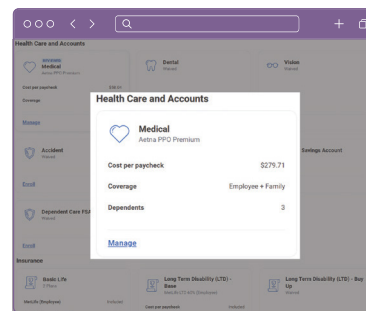 Health Care and Accounts
REVIEWED
Medical
Aetna PPO Premium
Cost per paycheck $279.71
Coverage Employee + Family
Dependents 3
Manage
Health Care and Accounts
Medical
Aetna PPO Premium
Cost per paycheck
Coverage
Manage
Dental
Waived
Vision
Waived
Accident
Waived
Enroll
Savings Account
Dependent Care FSA
Waived
Enroll
Insurance
Basic Life
Included
Long Term Disability (LTD) -
Base
Cost per paycheck Included
Long Term Disability (LTD) - Buy
Up
Waived